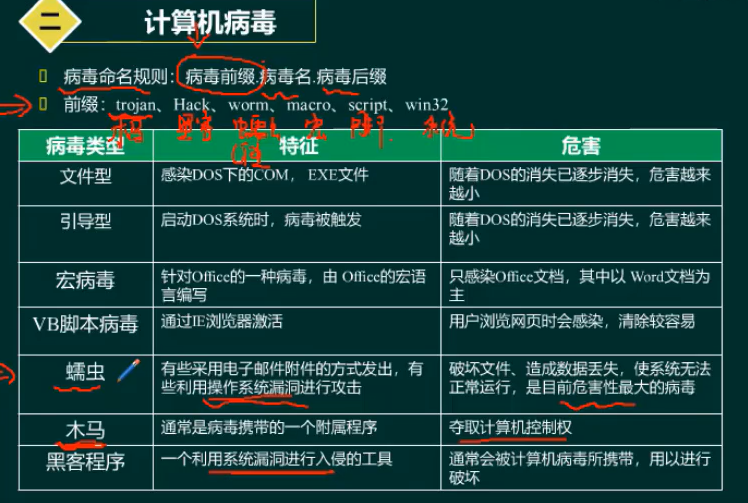 二 计算机病毒
病毒命名规则：病毒前缀.病毒名.病毒后缀
前缀：trojan、Hack、worm、macro、script、win32
宏 脚 系统
病毒类型 特征 危害
文件型 感染DOS下的COM， EXE文件 随着DOS的消失已逐步消失，危害越来
越小
引导型 启动DOS系统时，病毒被触发 随着DOS的消失已逐步消失，危害越来
越小
宏病毒 针对Office的一种病毒，由 Office的宏语
言编写 只感染Office文档，其中以 Word文档为
主
VB脚本病毒 通过IE浏览器激活 用户浏览网页时会感染，清除较容易
蠕虫 有些采用电子邮件附件的方式发出，有
些利用操作系统漏洞进行攻击 破坏文件、造成数据丢失，使系统无法
正常运行，是目前危害性最大的病毒
木马 通常是病毒携带的一个附属程序 夺取计算机控制权
黑客程序 一个利用系统漏洞进行入侵的工具 通常会被计算机病毒所携带，用以进行
破坏